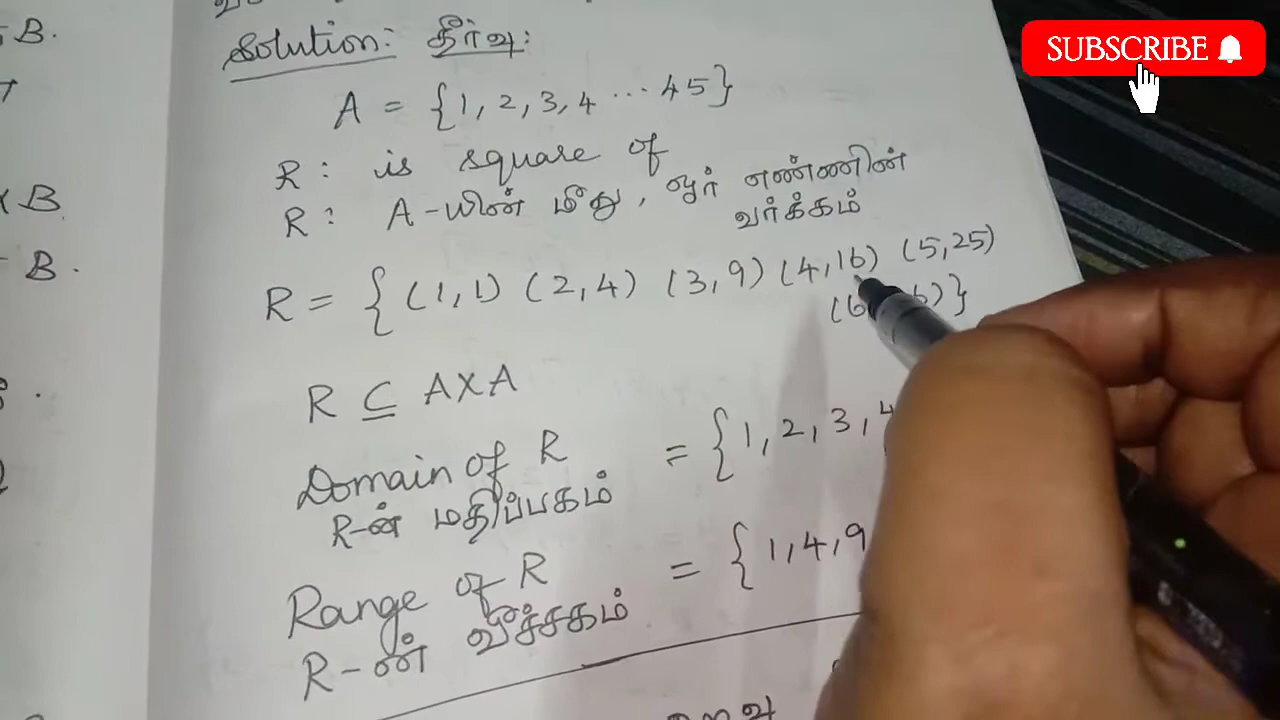 B.
SUBSCRIBE
Solution: தீர்வு:
A = {1, 2, 3, 4 ... 45}
R : is square of
R : A-யின் மீது, ஓர் எண்ணின்
வர்க்கம்
B
R = { (1,1) (2,4) (3,9) (4,16) (5,25)
B.
R ⊆ A X A
Domain of R = {1, 2, 3, 4
R-ன் மதிப்பகம்
Range of R = {1, 4, 9
R-ன் வீச்சகம்